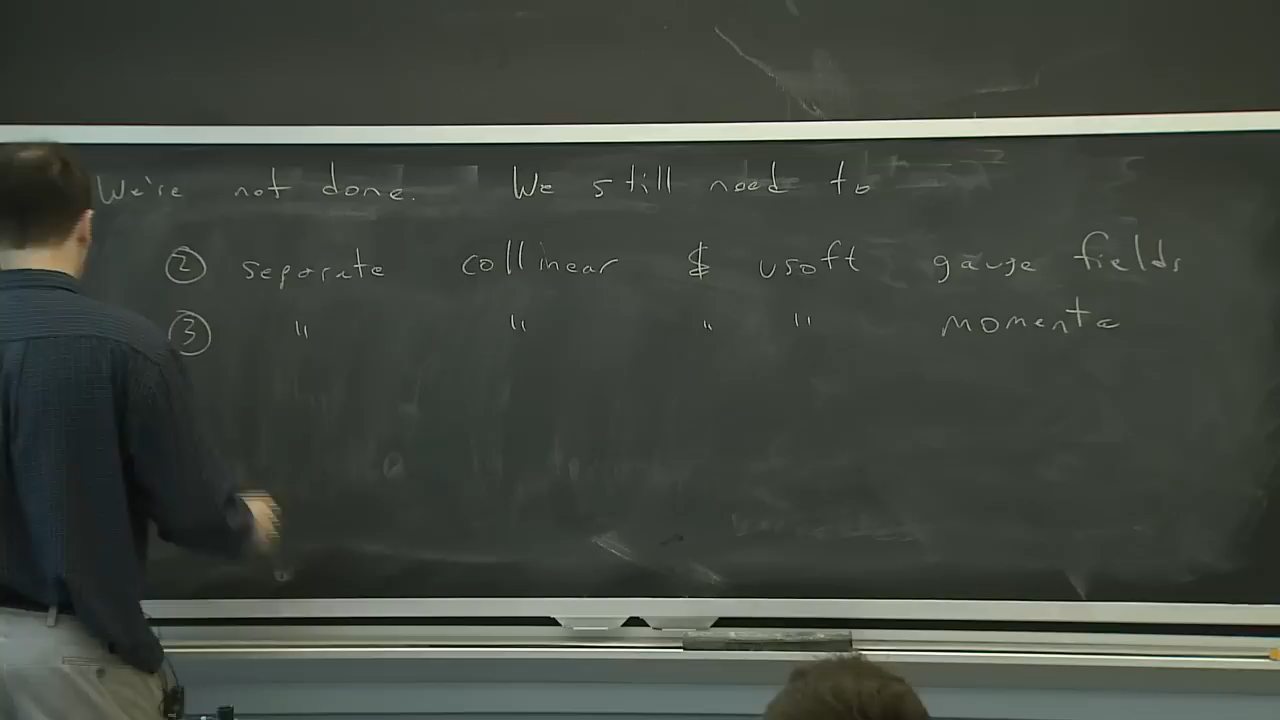 We're not done. We still need to
② separate collinear $ usoft gauge fields
③ " " " " momenta